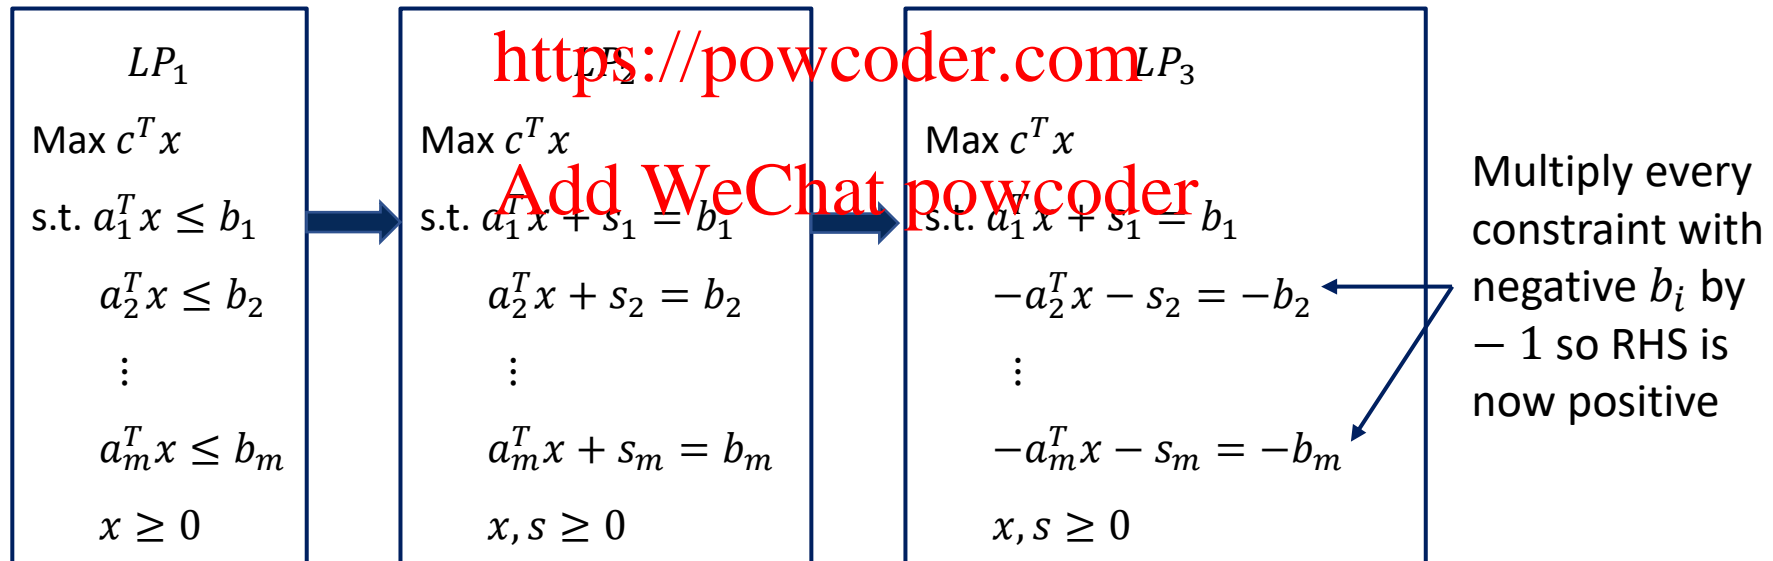 LP₁
Max cᵀx
s.t. a₁ᵀx ≤ b₁
a₂ᵀx ≤ b₂
⋮
aₘᵀx ≤ bₘ
x ≥ 0
LP₂
Max cᵀx
s.t. a₁ᵀx + s₁ = b₁
a₂ᵀx + s₂ = b₂
⋮
aₘᵀx + sₘ = bₘ
x, s ≥ 0
LP₃
Max cᵀx
s.t. a₁ᵀx + s₁ = b₁
−a₂ᵀx − s₂ = −b₂
⋮
−aₘᵀx − sₘ = −bₘ
x, s ≥ 0
Multiply every
constraint with
negative bᵢ by
− 1 so RHS is
now positive
https://powcoder.com
Add WeChat powcoder